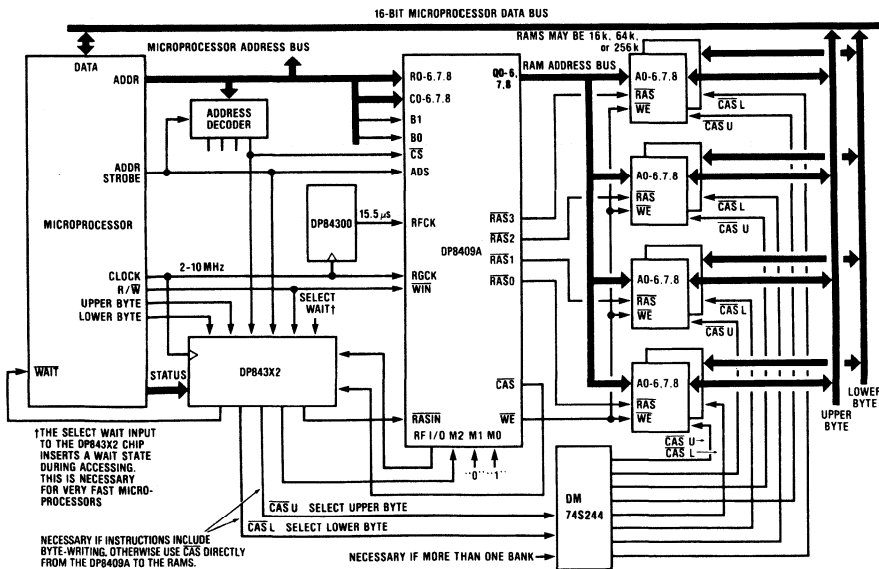 16-BIT MICROPROCESSOR DATA BUS
MICROPROCESSOR ADDRESS BUS
RAMS MAY BE 16k, 64k,
or 256k
DATA
ADDR
ADDR
STROBE
MICROPROCESSOR
CLOCK
R/W
UPPER BYTE
LOWER BYTE
WAIT
2-10 MHz
STATUS
ADDRESS
DECODER
DP84300
15.5 μs
SELECT
WAIT†
DP843X2
R0-6.7.8
C0-6.7.8
B1
B0
CS
ADS
RFCK
RGCK
WIN
RASIN
RF I/O M2 M1 M0
DP8409A
Q0-6,
7,8
RAS3
RAS2
RAS1
RAS0
CAS
WE
"0" "1"
RAM ADDRESS BUS
A0-6.7.8
RAS
WE
CAS L
CAS U
A0-6.7.8
RAS
WE
CAS L
CAS U
A0-6.7.8
RAS
WE
CAS L
CAS U
A0-6.7.8
RAS
WE
CAS U
CAS L
UPPER
BYTE
LOWER
BYTE
†THE SELECT WAIT INPUT
TO THE DP843X2 CHIP
INSERTS A WAIT STATE
DURING ACCESSING.
THIS IS NECESSARY
FOR VERY FAST MICRO-
PROCESSORS
CAS U SELECT UPPER BYTE
CAS L SELECT LOWER BYTE
NECESSARY IF INSTRUCTIONS INCLUDE
BYTE-WRITING, OTHERWISE USE CAS DIRECTLY
FROM THE DP8409A TO THE RAMS.
NECESSARY IF MORE THAN ONE BANK
DM
74S244